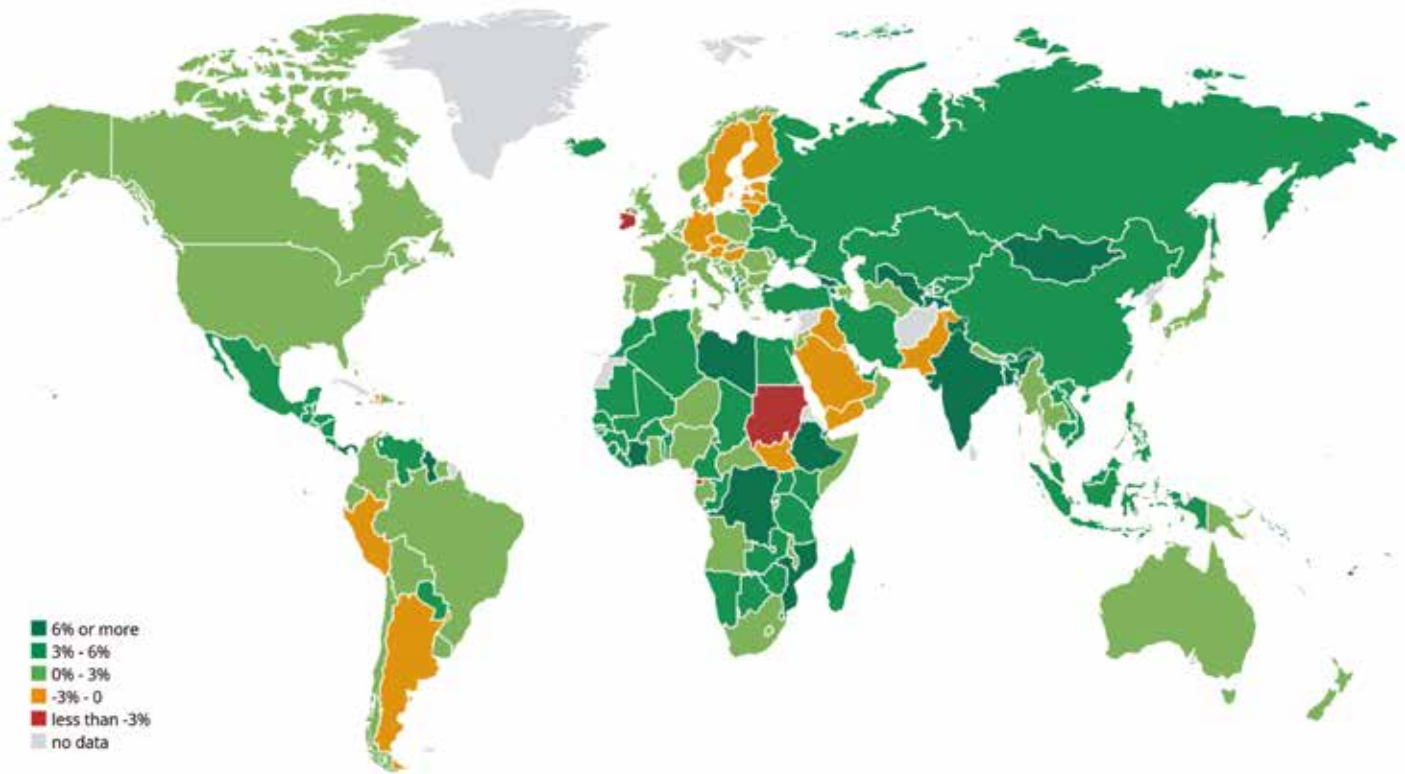 6% or more
3% - 6%
0% - 3%
-3% - 0
less than -3%
no data